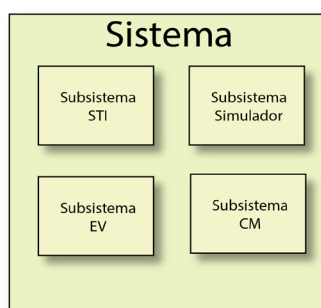 Sistema
Subsistema
STI
Subsistema
Simulador
Subsistema
EV
Subsistema
CM